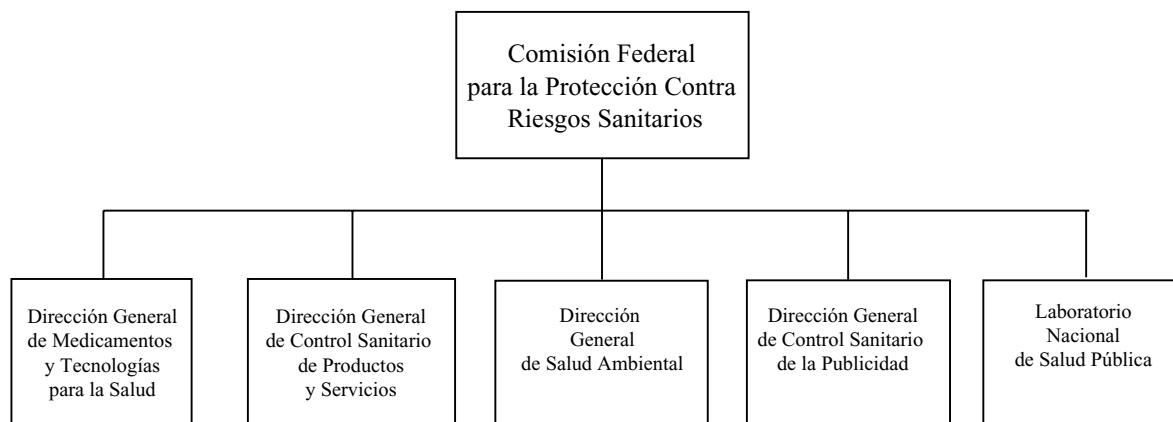 Comisión Federal
para la Protección Contra
Riesgos Sanitarios
Dirección General
de Medicamentos
y Tecnologías
para la Salud
Dirección General
de Control Sanitario
de Productos
y Servicios
Dirección
General
de Salud Ambiental
Dirección General
de Control Sanitario
de la Publicidad
Laboratorio
Nacional
de Salud Pública